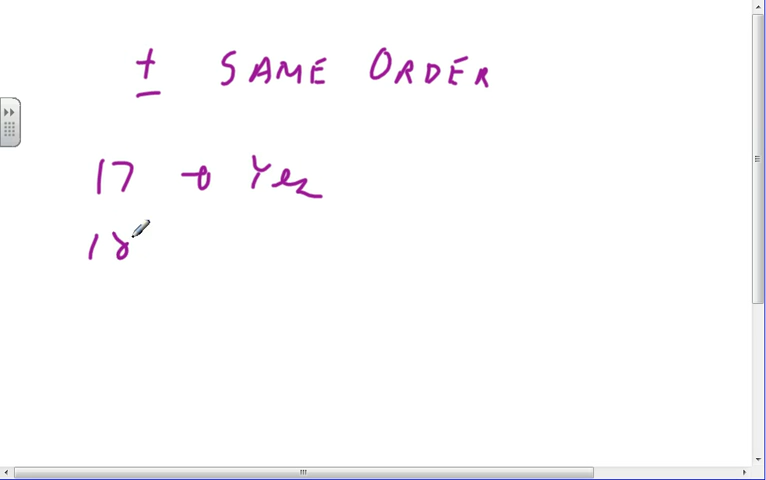 ± SAME ORDER
17 → Yes
18